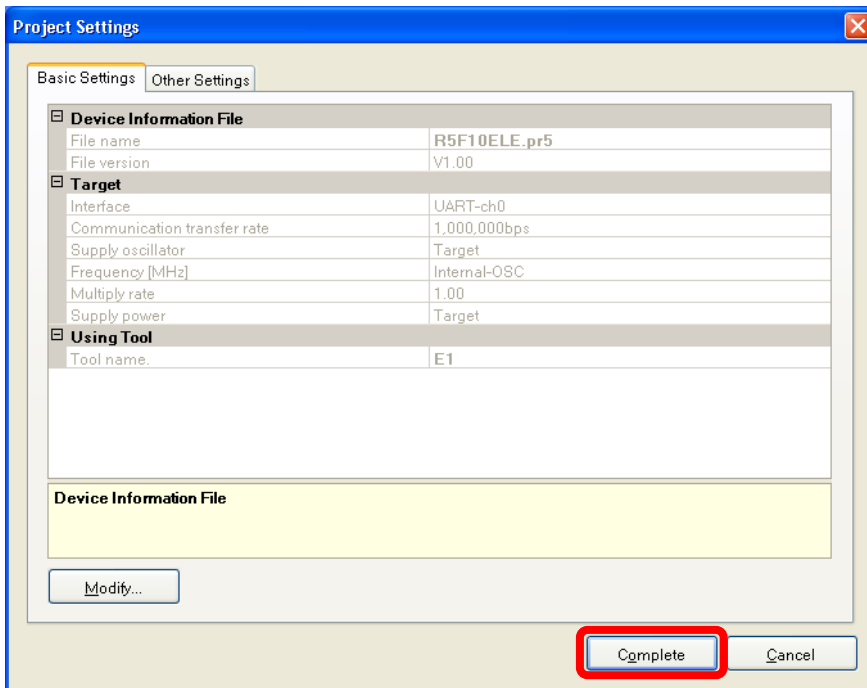 Project Settings
Basic Settings Other Settings
Device Information File
File name R5F10ELE.pr5
File version V1.00
Target
Interface UART-ch0
Communication transfer rate 1,000,000bps
Supply oscillator Target
Frequency [MHz] Internal-OSC
Multiply rate 1.00
Supply power Target
Using Tool
Tool name. E1
Device Information File
Modify...
Complete Cancel